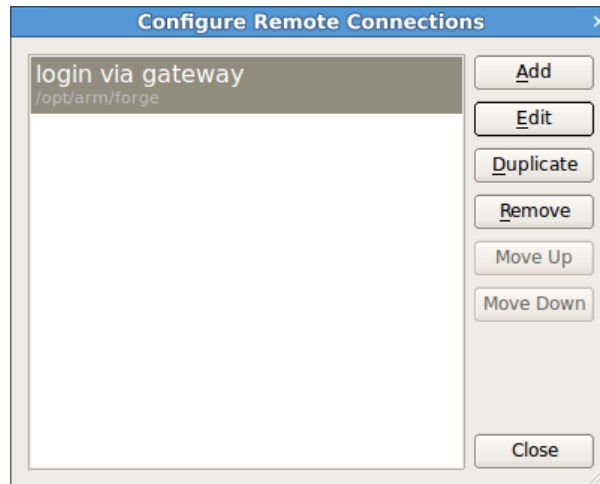 Configure Remote Connections
login via gateway
/opt/arm/forge
Add
Edit
Duplicate
Remove
Move Up
Move Down
Close